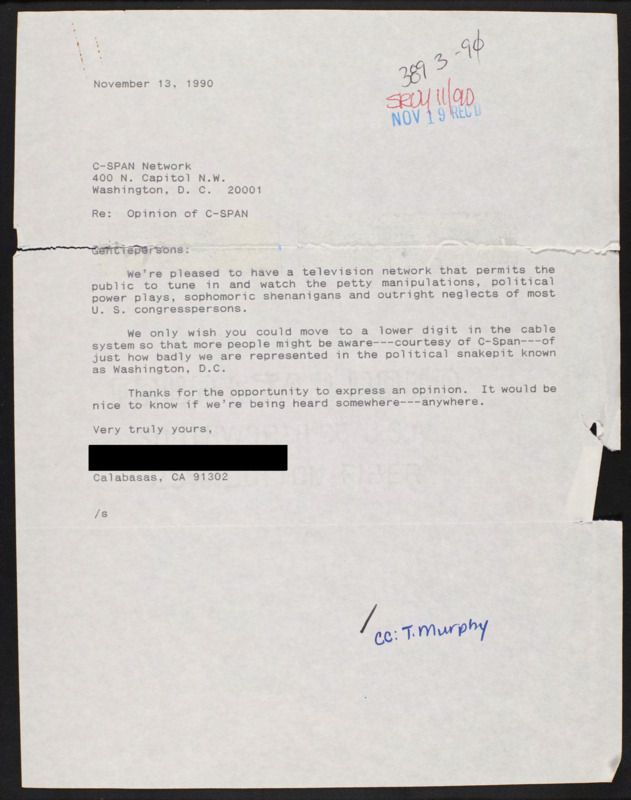 November 13, 1990
389 3-90
SRCY 11/90
NOV 19 REC'D
C-SPAN Network
400 N. Capitol N.W.
Washington, D. C. 20001
Re: Opinion of C-SPAN
Gentlepersons:
We're pleased to have a television network that permits the
public to tune in and watch the petty manipulations, political
power plays, sophomoric shenanigans and outright neglects of most
U. S. congresspersons.
We only wish you could move to a lower digit in the cable
system so that more people might be aware---courtesy of C-Span---of
just how badly we are represented in the political snakepit known
as Washington, D.C.
Thanks for the opportunity to express an opinion. It would be
nice to know if we're being heard somewhere---anywhere.
Very truly yours,
Calabasas, CA 91302
/s
cc: T. Murphy